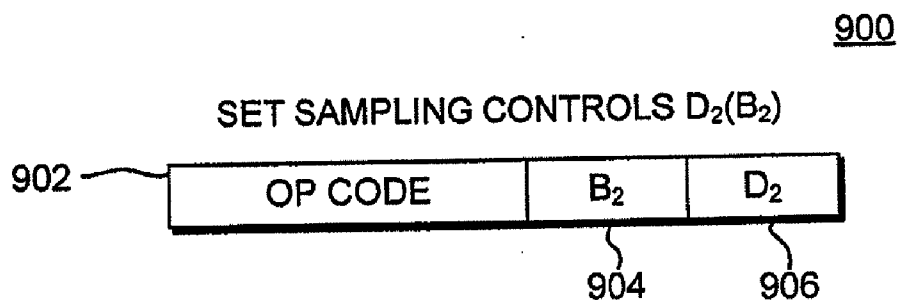 900
SET SAMPLING CONTROLS D₂(B₂)
902
OP CODE B₂ D₂
904 906